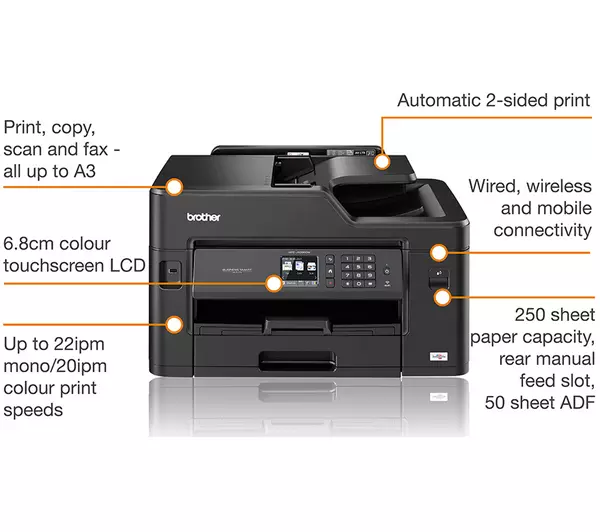 Automatic 2-sided print
Print, copy,
scan and fax -
all up to A3
Wired, wireless
and mobile
connectivity
brother
6.8cm colour
touchscreen LCD
250 sheet
paper capacity,
rear manual
feed slot,
50 sheet ADF
Up to 22ipm
mono/20ipm
colour print
speeds